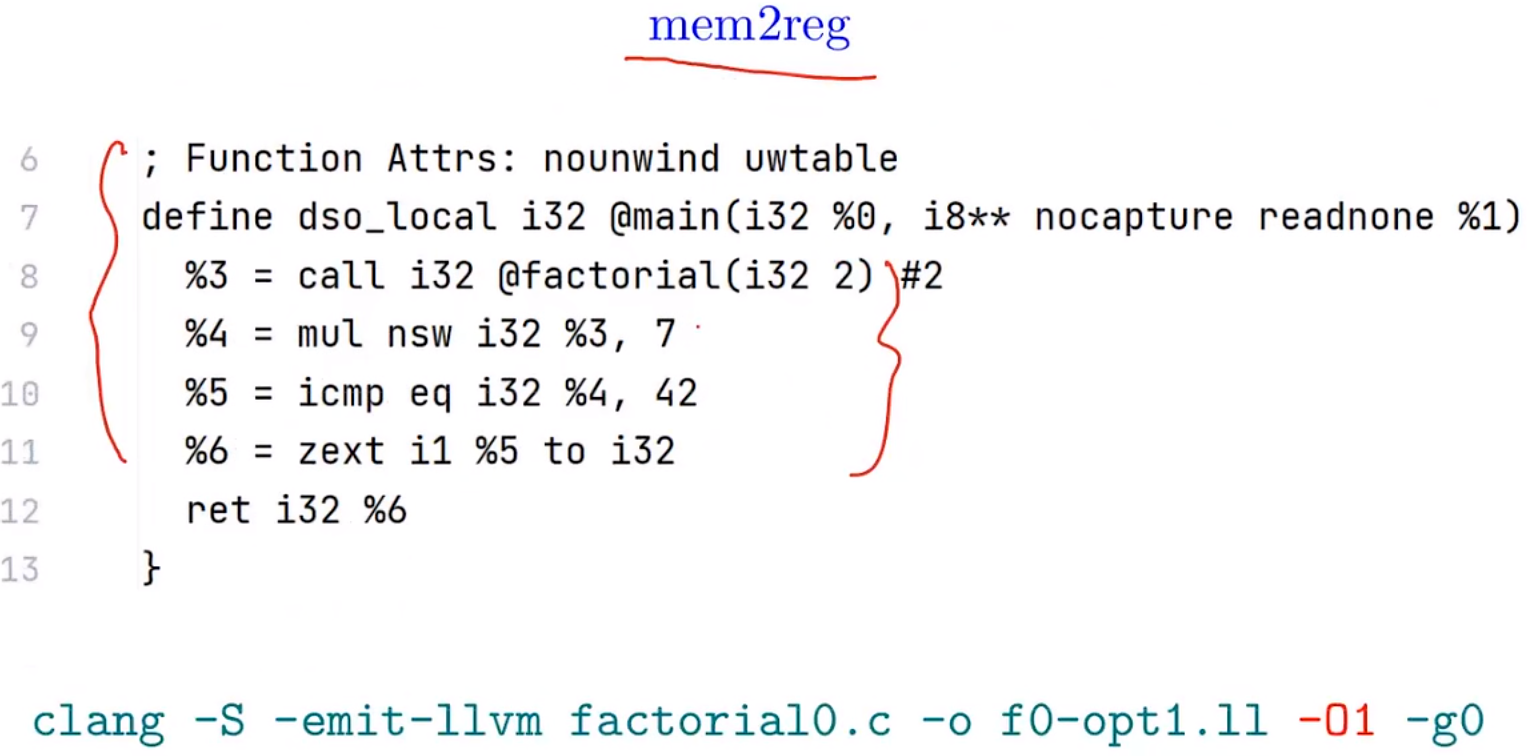 mem2reg
6 ; Function Attrs: nounwind uwtable
7 define dso_local i32 @main(i32 %0, i8** nocapture readnone %1)
8 %3 = call i32 @factorial(i32 2) #2
9 %4 = mul nsw i32 %3, 7
10 %5 = icmp eq i32 %4, 42
11 %6 = zext i1 %5 to i32
12 ret i32 %6
13 }
clang -S -emit-llvm factorial0.c -o f0-opt1.ll -O1 -g0